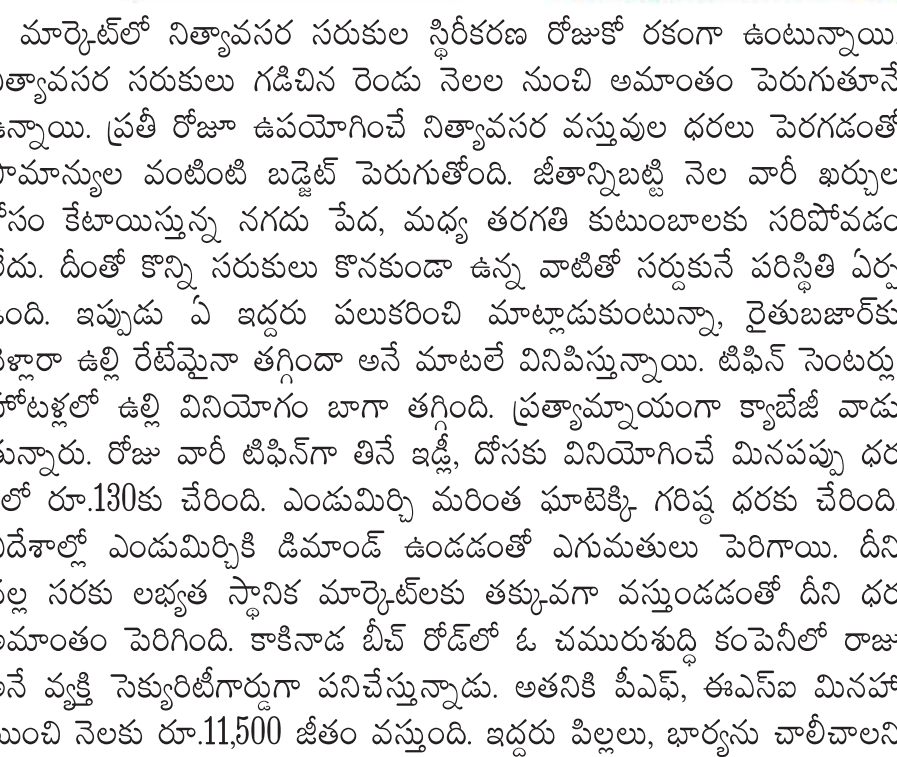 మార్కెట్‌లో నిత్యావసర సరుకుల స్థిరీకరణ రోజుకో రకంగా ఉంటున్నాయి.
నిత్యావసర సరుకులు గడిచిన రెండు నెలల నుంచి అమాంతం పెరుగుతూనే
ఉన్నాయి. ప్రతీ రోజూ ఉపయోగించే నిత్యావసర వస్తువుల ధరలు పెరగడంతో
సామాన్యుల వంటింటి బడ్జెట్ పెరుగుతోంది. జీతాన్నిబట్టి నెల వారీ ఖర్చుల
కోసం కేటాయిస్తున్న నగదు పేద, మధ్య తరగతి కుటుంబాలకు సరిపోవడం
లేదు. దీంతో కొన్ని సరుకులు కొనకుండా ఉన్న వాటితో సర్దుకునే పరిస్థితి ఏర్ప
డింది. ఇప్పుడు ఏ ఇద్దరు పలుకరించి మాట్లాడుకుంటున్నా, రైతుబజార్‌కు
వెళ్లారా ఉల్లి రేటేమైనా తగ్గిందా అనే మాటలే వినిపిస్తున్నాయి. టిఫిన్ సెంటర్లు,
హోటళ్లలో ఉల్లి వినియోగం బాగా తగ్గింది. ప్రత్యామ్నాయంగా క్యాబేజీ వాడు
తున్నారు. రోజు వారీ టిఫిన్‌గా తినే ఇడ్లీ, దోసకు వినియోగించే మినపప్పు ధర
లో రూ.130కు చేరింది. ఎండుమిర్చి మరింత ఘాటెక్కి గరిష్ఠ ధరకు చేరింది.
విదేశాల్లో ఎండుమిర్చికి డిమాండ్ ఉండడంతో ఎగుమతులు పెరిగాయి. దీని
వల్ల సరకు లభ్యత స్థానిక మార్కెట్‌లకు తక్కువగా వస్తుండడంతో దీని ధర
అమాంతం పెరిగింది. కాకినాడ బీచ్ రోడ్‌లో ఓ చమురుశుద్ధి కంపెనీలో రాజు
అనే వ్యక్తి సెక్యురిటీగార్డుగా పనిచేస్తున్నాడు. అతనికి పీఎఫ్, ఈఎస్ఐ మినహా
యించి నెలకు రూ.11,500 జీతం వస్తుంది. ఇద్దరు పిల్లలు, భార్యను చాలీచాలని